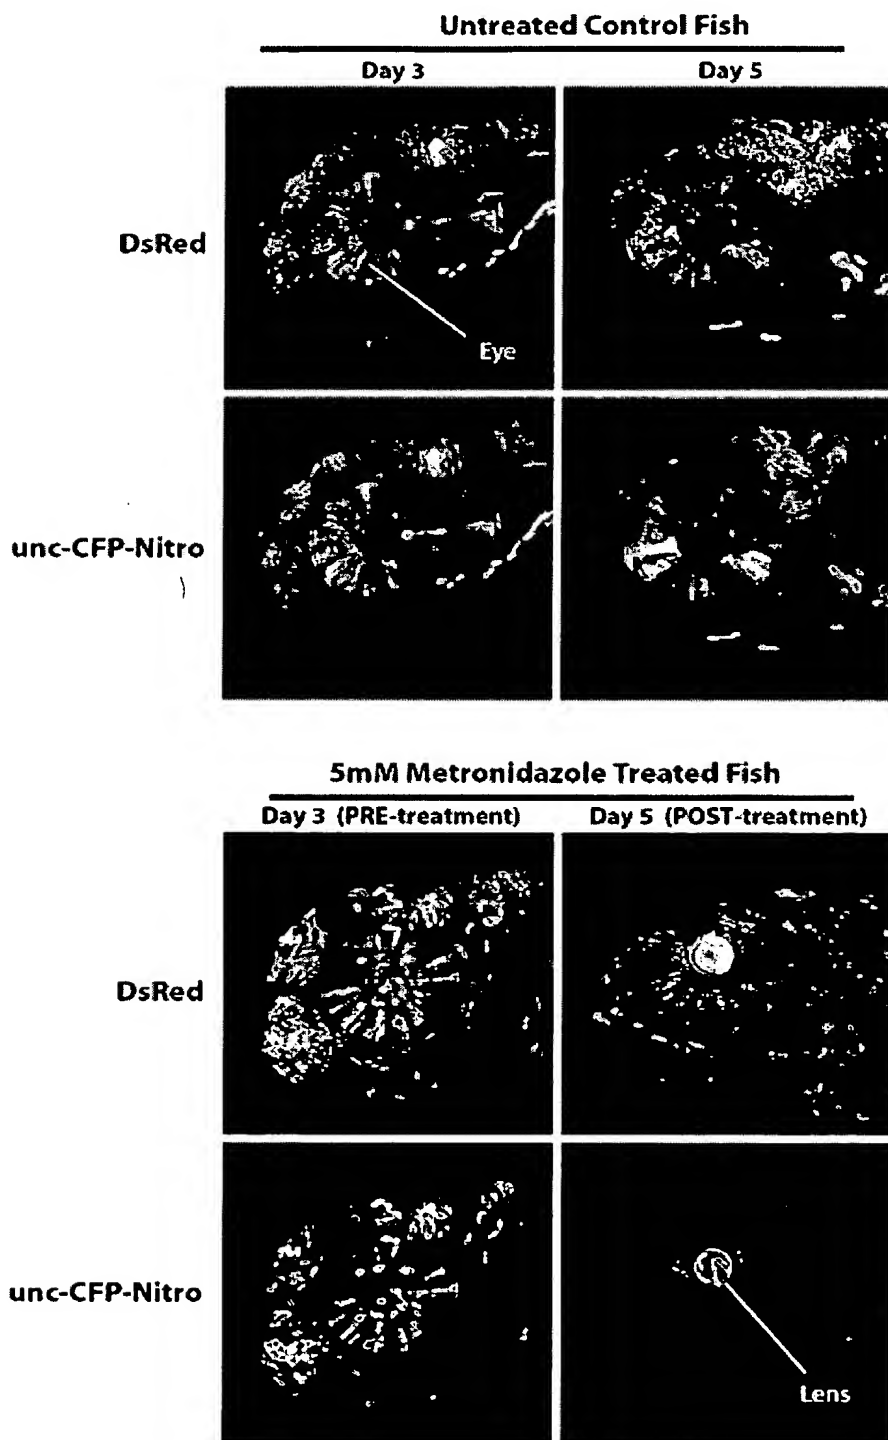 Untreated Control Fish
Day 3 Day 5
DsRed
Eye
unc-CFP-Nitro
5mM Metronidazole Treated Fish
Day 3 (PRE-treatment) Day 5 (POST-treatment)
DsRed
unc-CFP-Nitro
Lens